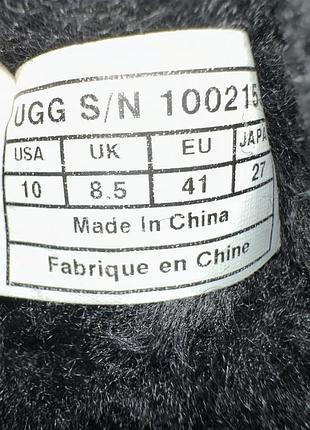 UGG S/N 100215
USA UK EU JAPA
10 8.5 41 27
Made In China
Fabrique en Chine